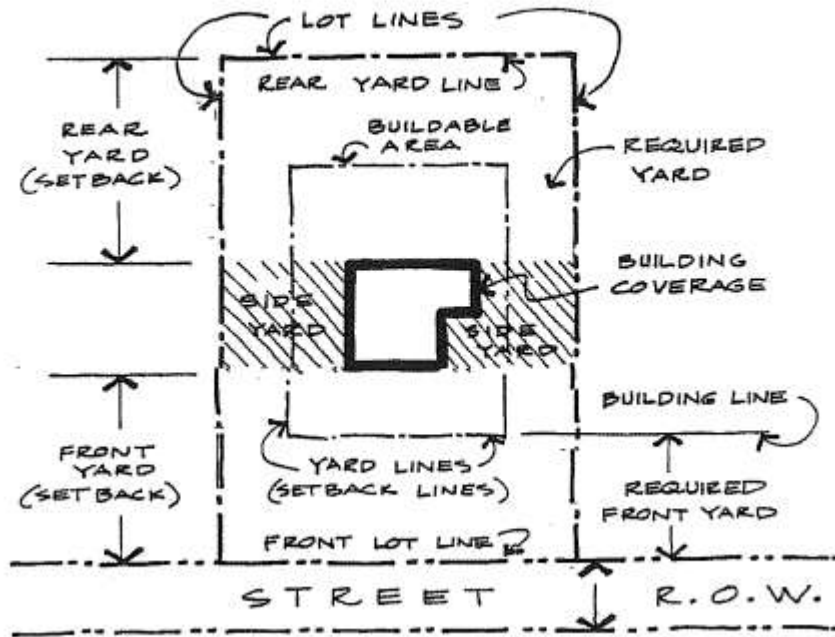 LOT LINES
REAR YARD LINE
BUILDABLE
AREA
REAR
YARD
(SETBACK)
REQUIRED
YARD
BUILDING
COVERAGE
SIDE
YARD
SIDE
YARD
BUILDING LINE
FRONT
YARD
(SETBACK)
YARD LINES
(SETBACK LINES)
REQUIRED
FRONT YARD
FRONT LOT LINE
STREET R.O.W.